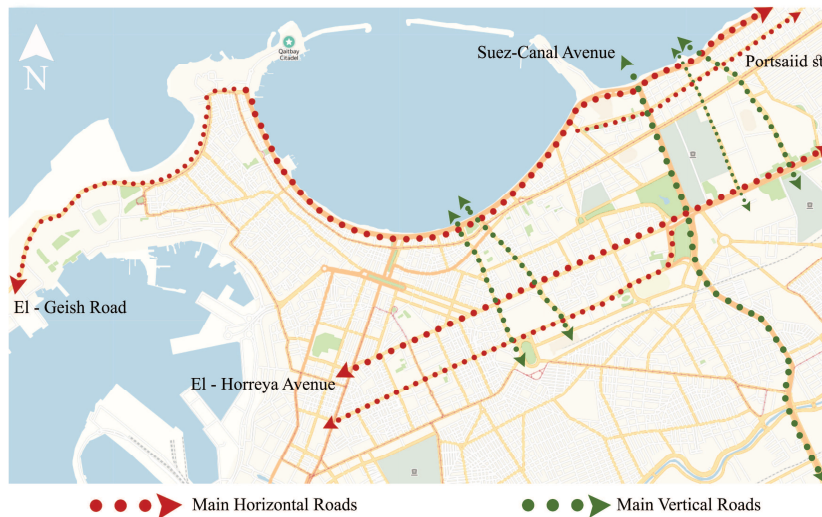 Qaitbay
Citadel
N
Suez-Canal Avenue
Portsaiid st
El - Geish Road
El - Horreya Avenue
Main Horizontal Roads
Main Vertical Roads